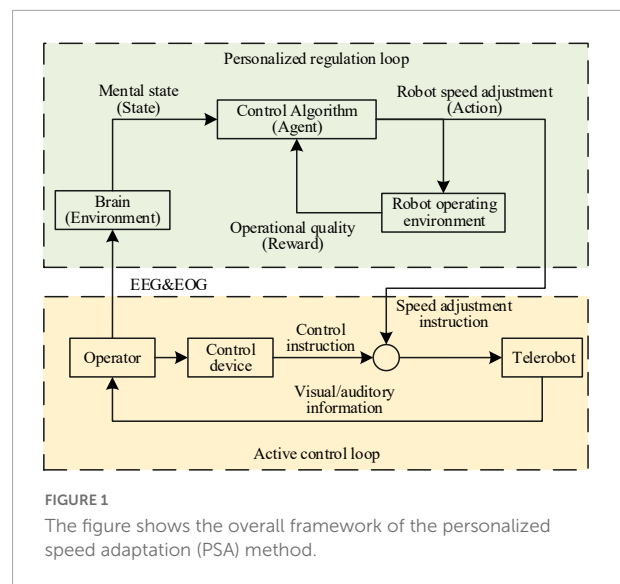 Personalized regulation loop
Mental state
(State)
Robot speed adjustment
(Action)
Control Algorithm
(Agent)
Brain
(Environment)
Robot operating
environment
Operational quality
(Reward)
EEG&EOG
Speed adjustment
instruction
Control
instruction
Operator
Control
device
Telerobot
Visual/auditory
information
Active control loop
FIGURE 1
The figure shows the overall framework of the personalized
speed adaptation (PSA) method.